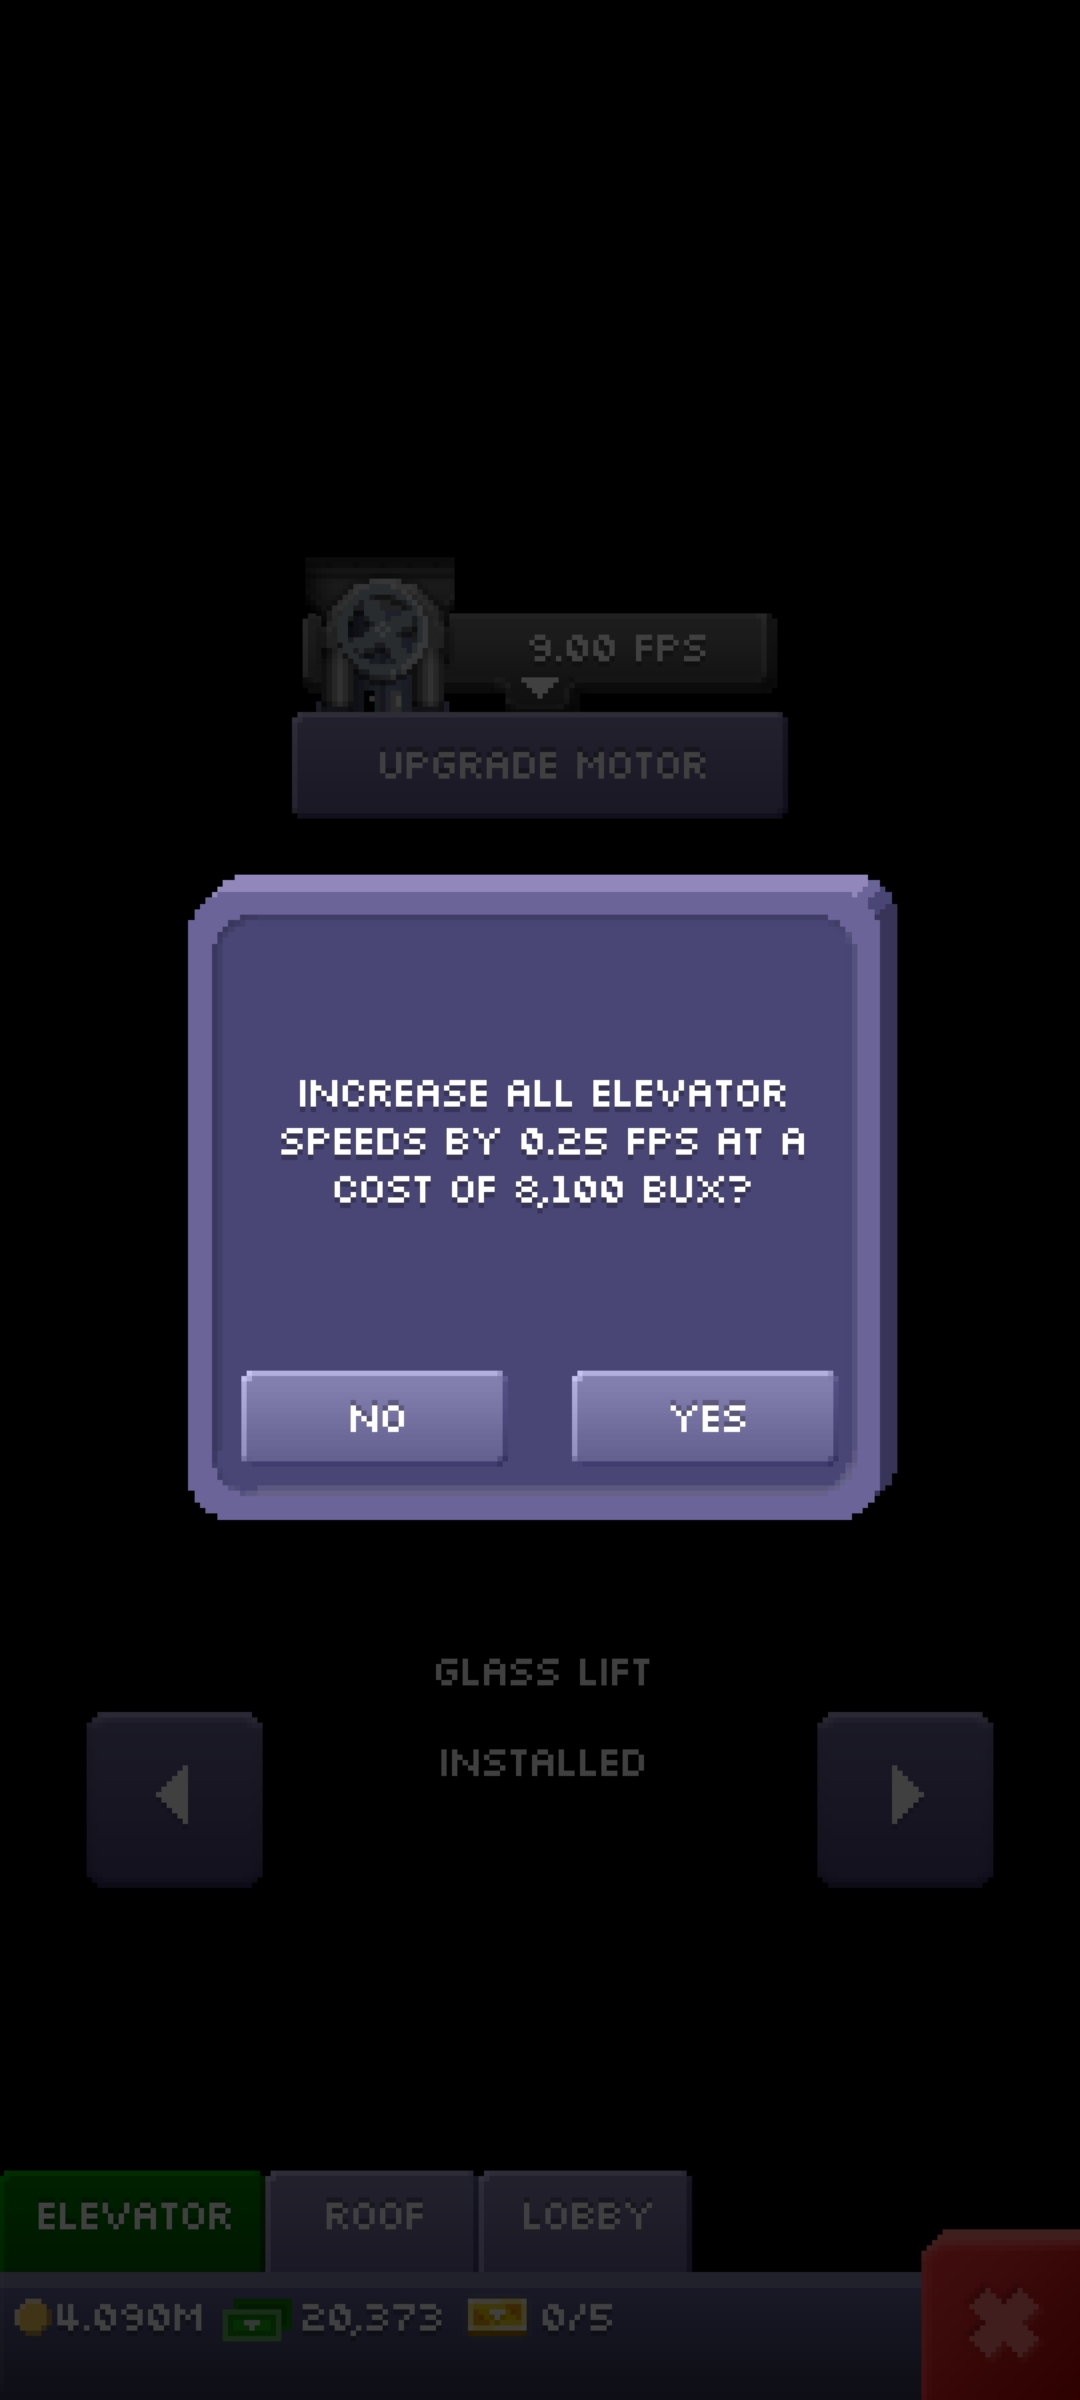 9.00 FPS
UPGRADE MOTOR
INCREASE ALL ELEVATOR
SPEEDS BY 0.25 FPS AT A
COST OF 8,100 BUX?
NO YES
GLASS LIFT
INSTALLED
ELEVATOR ROOF LOBBY
4.090M 20,373 0/5